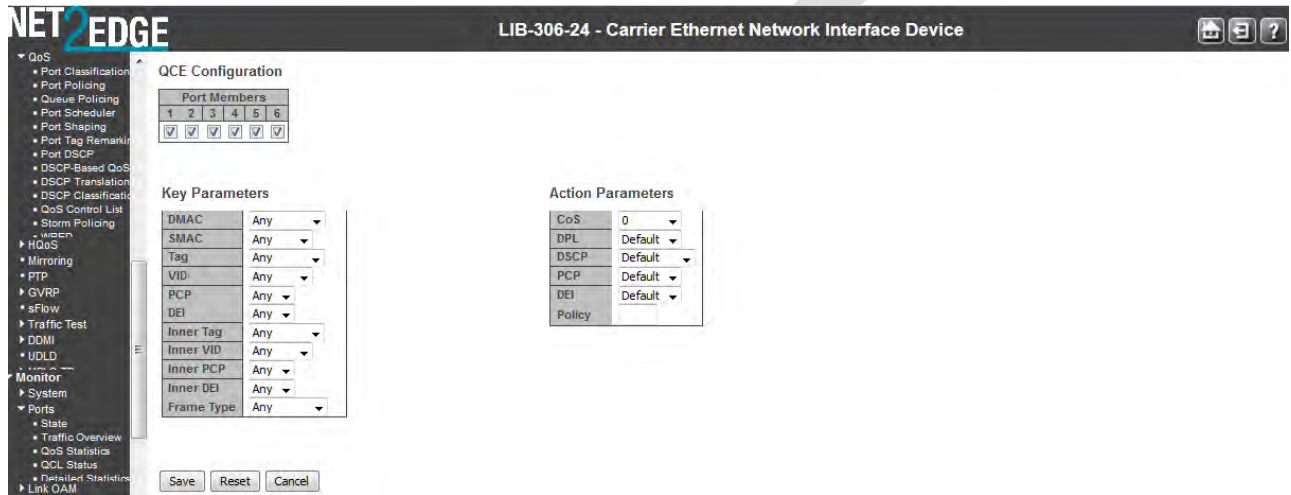 NET2EDGE
LIB-306-24 - Carrier Ethernet Network Interface Device
?
QoS
Port Classification
Port Policing
Queue Policing
Port Scheduler
Port Shaping
Port Tag Remarkin
Port DSCP
DSCP-Based QoS
DSCP Translation
DSCP Classificatio
QoS Control List
Storm Policing
WRED
HQoS
Mirroring
PTP
GVRP
sFlow
Traffic Test
DDMI
UDLD
Monitor
System
Ports
State
Traffic Overview
QoS Statistics
QCL Status
Detailed Statistics
Link OAM
QCE Configuration
Port Members
1 2 3 4 5 6
Key Parameters
DMAC Any
SMAC Any
Tag Any
VID Any
PCP Any
DEI Any
Inner Tag Any
Inner VID Any
Inner PCP Any
Inner DEI Any
Frame Type Any
Action Parameters
CoS 0
DPL Default
DSCP Default
PCP Default
DEI Default
Policy
Save Reset Cancel